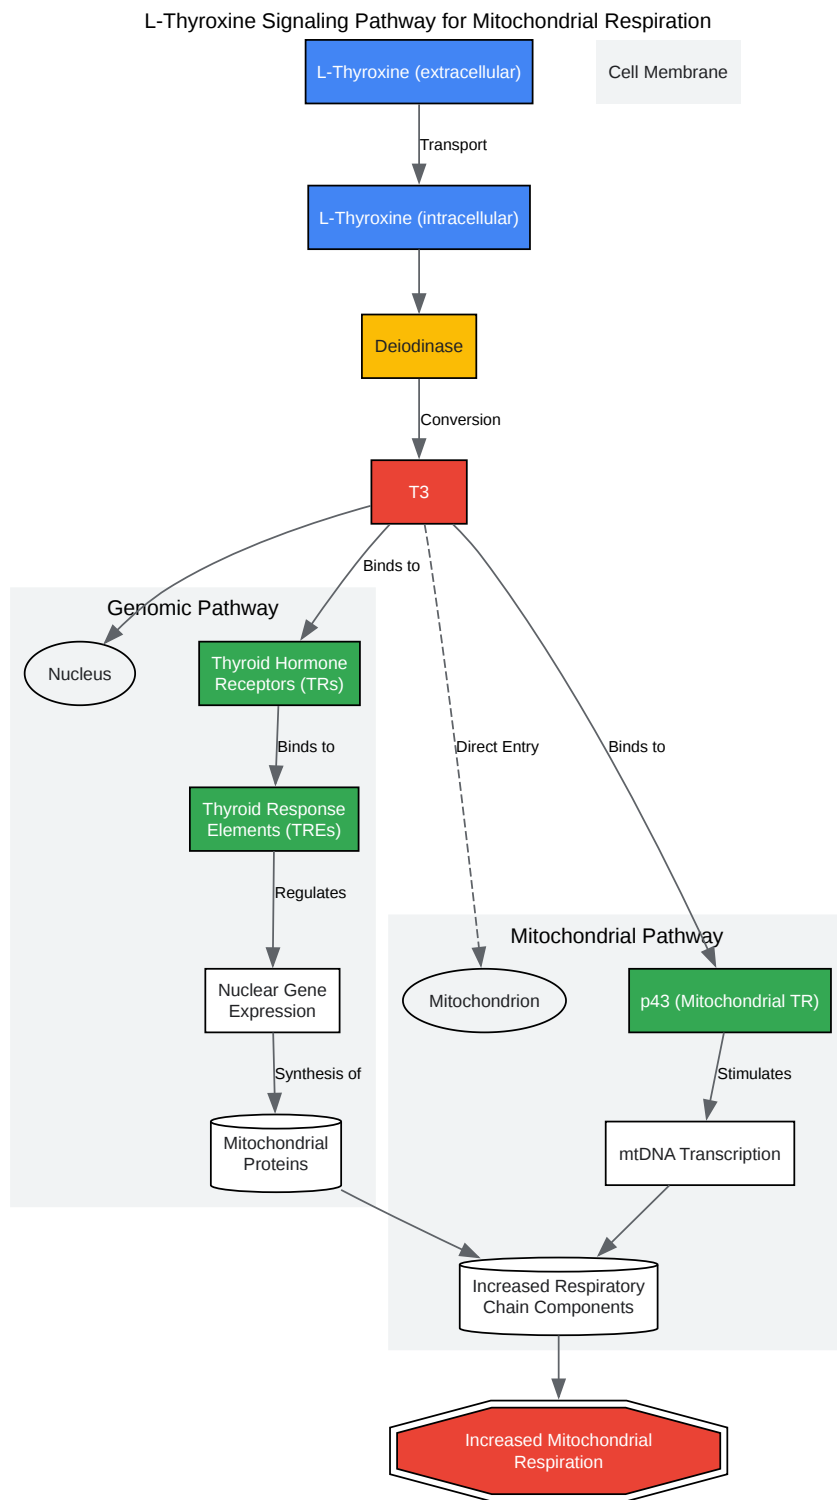 L-Thyroxine Signaling Pathway for Mitochondrial Respiration
L-Thyroxine (extracellular)
Cell Membrane
Transport
L-Thyroxine (intracellular)
Deiodinase
Conversion
T3
Binds to
Genomic Pathway
Nucleus
Thyroid Hormone
Receptors (TRs)
Binds to
Direct Entry
Binds to
Thyroid Response
Elements (TREs)
Regulates
Mitochondrial Pathway
Nuclear Gene
Expression
Mitochondrion
p43 (Mitochondrial TR)
Synthesis of
Stimulates
Mitochondrial
Proteins
mtDNA Transcription
Increased Respiratory
Chain Components
Increased Mitochondrial
Respiration